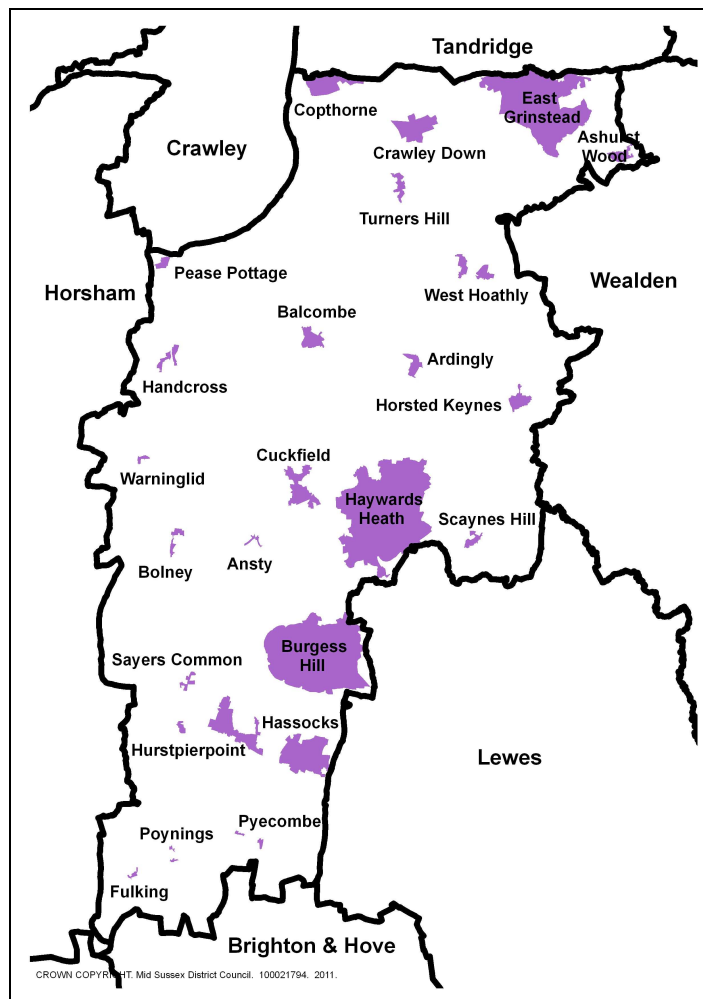 Tandridge
East
Grinstead
Copthorne
Ashurst
Wood
Crawley
Crawley Down
Turners Hill
Pease Pottage
Horsham
West Hoathly
Wealden
Balcombe
Ardingly
Handcross
Horsted Keynes
Cuckfield
Warninglid
Haywards
Heath
Scaynes Hill
Bolney
Ansty
Burgess
Hill
Sayers Common
Hassocks
Hurstpierpoint
Lewes
Pyecombe
Poynings
Fulking
Brighton & Hove
CROWN COPYRIGHT. Mid Sussex District Council. 100021794. 2011.